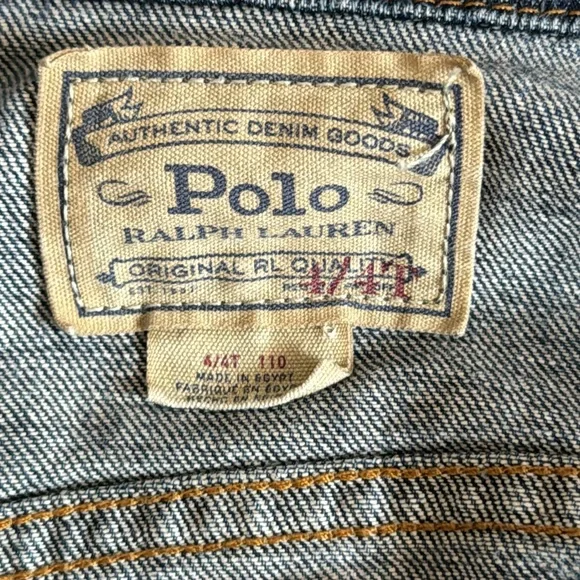 AUTHENTIC DENIM GOODS
Polo
RALPH LAUREN
ORIGINAL RL QUALITY
4/4T
4/4T 110
MADE IN EGYPT
FABRIQUÉ EN